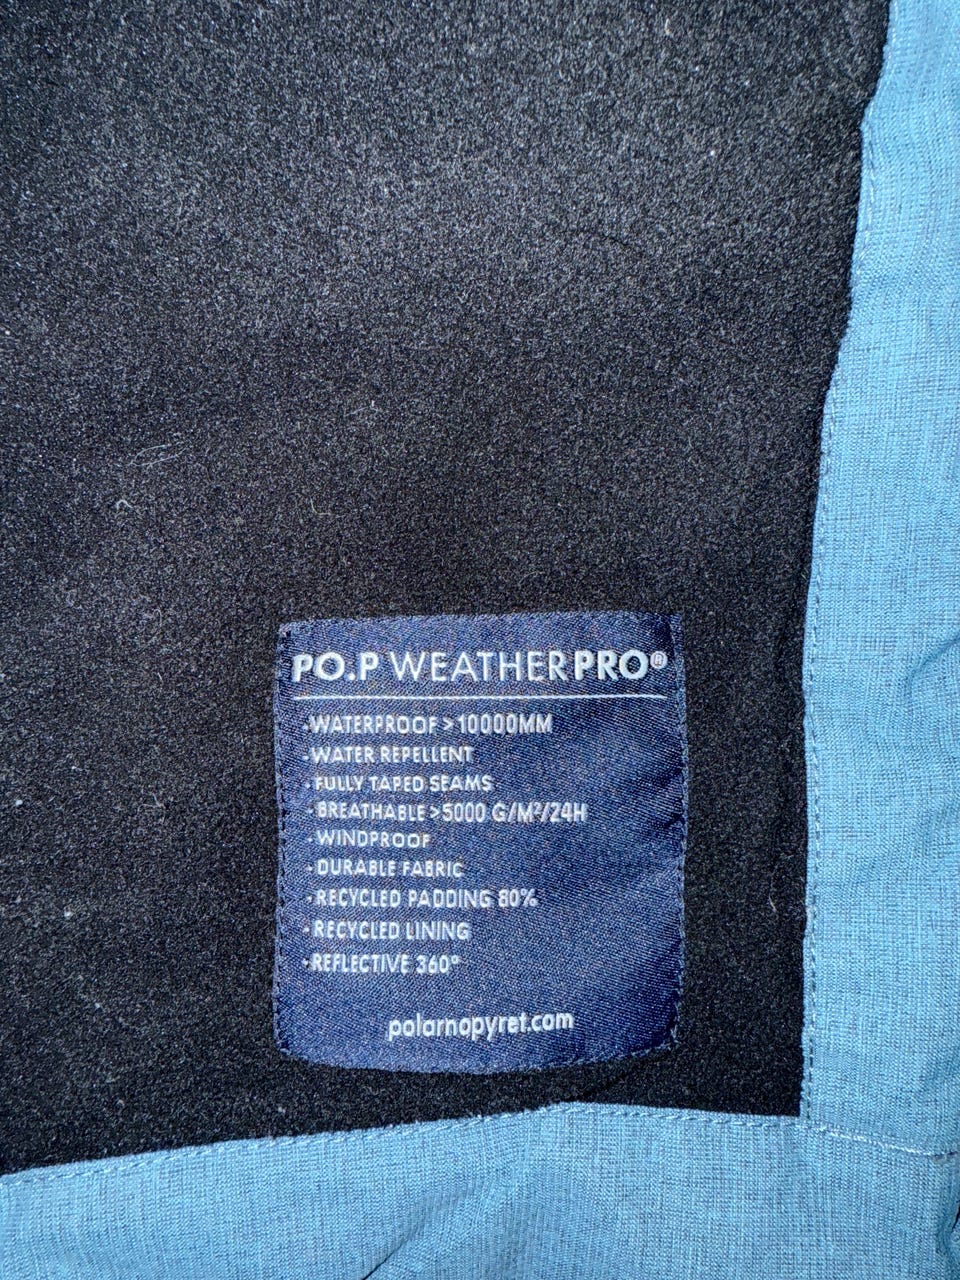 PO.P WEATHERPRO®
-WATERPROOF >10000MM
-WATER REPELLENT
-FULLY TAPED SEAMS
-BREATHABLE >5000 G/M²/24H
-WINDPROOF
-DURABLE FABRIC
-RECYCLED PADDING 80%
-RECYCLED LINING
-REFLECTIVE 360°
polarnopyret.com